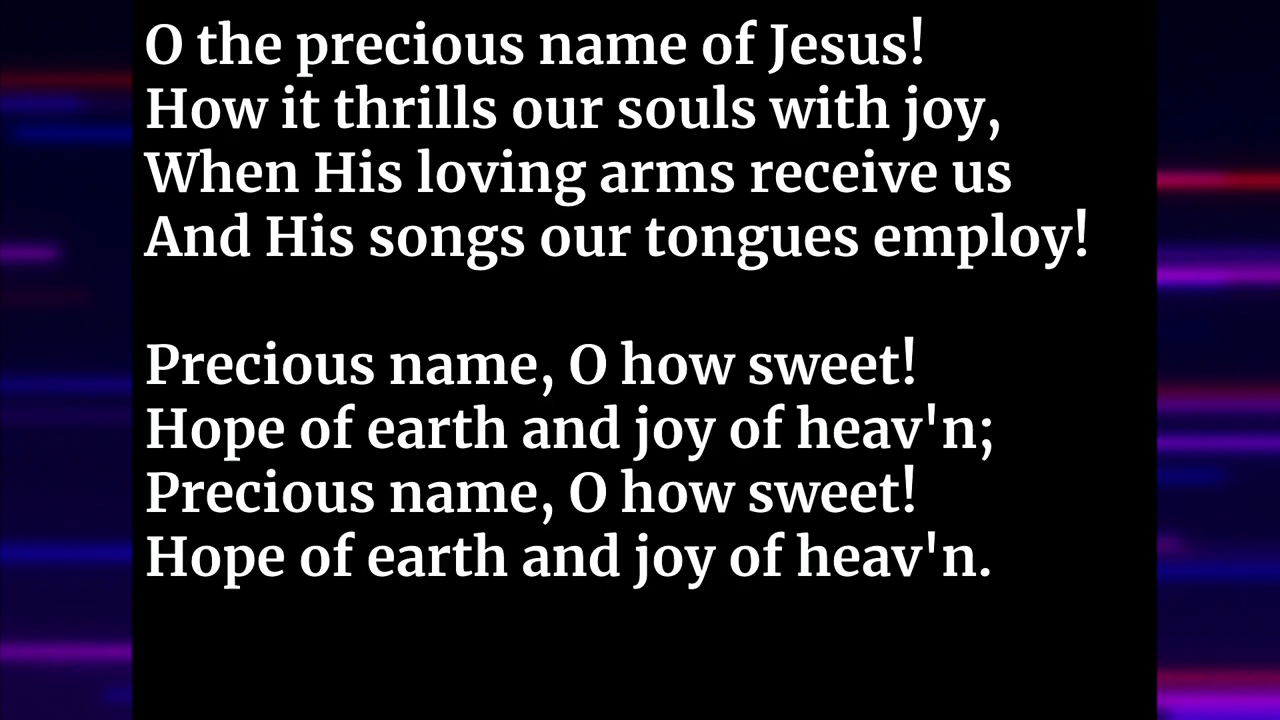 O the precious name of Jesus!
How it thrills our souls with joy,
When His loving arms receive us
And His songs our tongues employ!
Precious name, O how sweet!
Hope of earth and joy of heav'n;
Precious name, O how sweet!
Hope of earth and joy of heav'n.